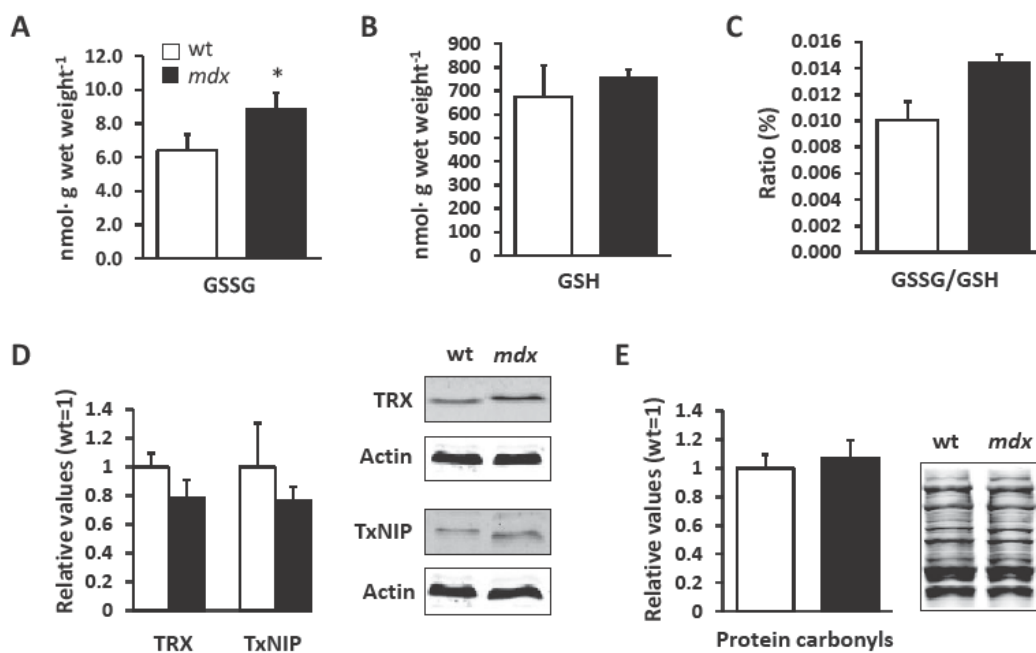 A
nmol· g wet weight⁻¹
12.0
10.0
8.0
6.0
4.0
2.0
0.0
wt
mdx
*
GSSG
B
nmol· g wet weight⁻¹
900
800
700
600
500
400
300
200
100
0
GSH
C
Ratio (%)
0.016
0.014
0.012
0.010
0.008
0.006
0.004
0.002
0.000
GSSG/GSH
D
Relative values (wt=1)
1.4
1.2
1
0.8
0.6
0.4
0.2
0
TRX TxNIP
wt mdx
TRX
Actin
TxNIP
Actin
E
Relative values (wt=1)
1.4
1.2
1
0.8
0.6
0.4
0.2
0
Protein carbonyls
wt mdx